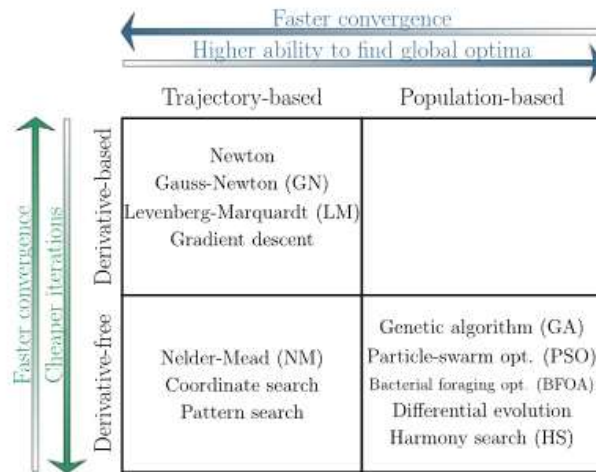 Faster convergence
Higher ability to find global optima
Trajectory-based
Population-based
Faster convergence
Cheaper iterations
Derivative-based
Newton
Gauss-Newton (GN)
Levenberg-Marquardt (LM)
Gradient descent
Derivative-free
Nelder-Mead (NM)
Coordinate search
Pattern search
Genetic algorithm (GA)
Particle-swarm opt. (PSO)
Bacterial foraging opt. (BFOA)
Differential evolution
Harmony search (HS)